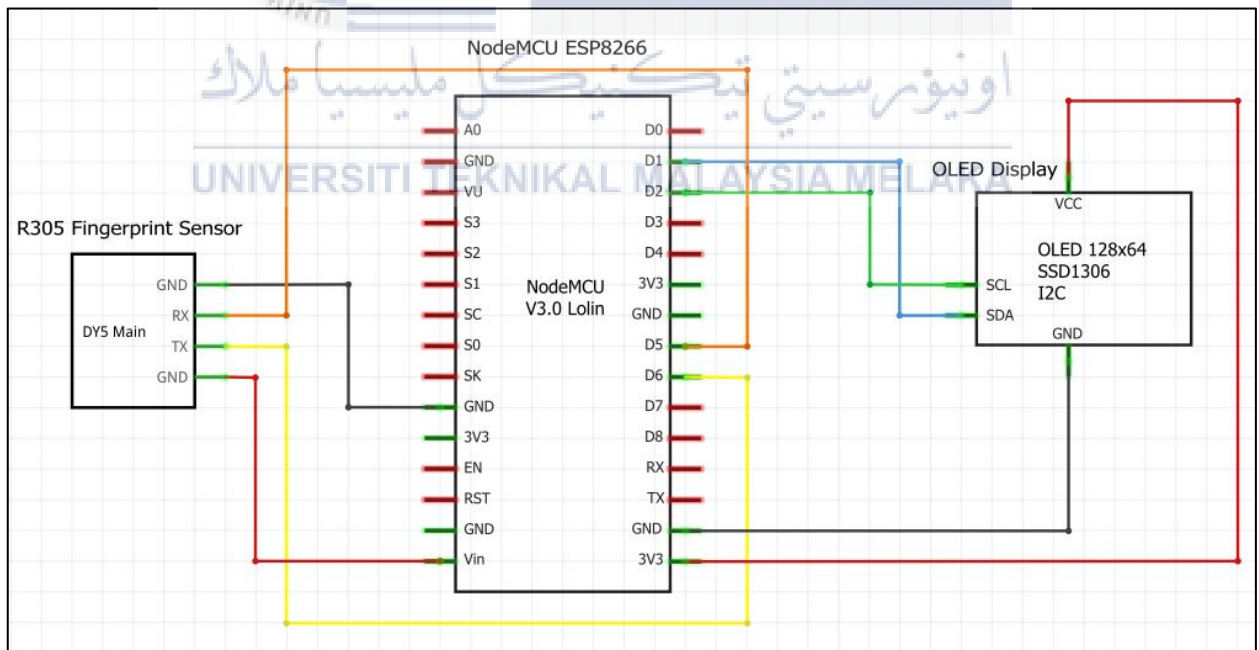 NodeMCU ESP8266
اونيۏرسيتي تيکنيکل مليسيا ملاك
UNIVERSITI TEKNIKAL MALAYSIA MELAKA
R305 Fingerprint Sensor
GND
RX
DY5 Main
TX
GND
A0
GND
VU
S3
S2
S1
SC
S0
SK
GND
3V3
EN
RST
GND
Vin
NodeMCU
V3.0 Lolin
D0
D1
D2
D3
D4
3V3
GND
D5
D6
D7
D8
RX
TX
GND
3V3
OLED Display
VCC
OLED 128x64
SSD1306
I2C
SCL
SDA
GND